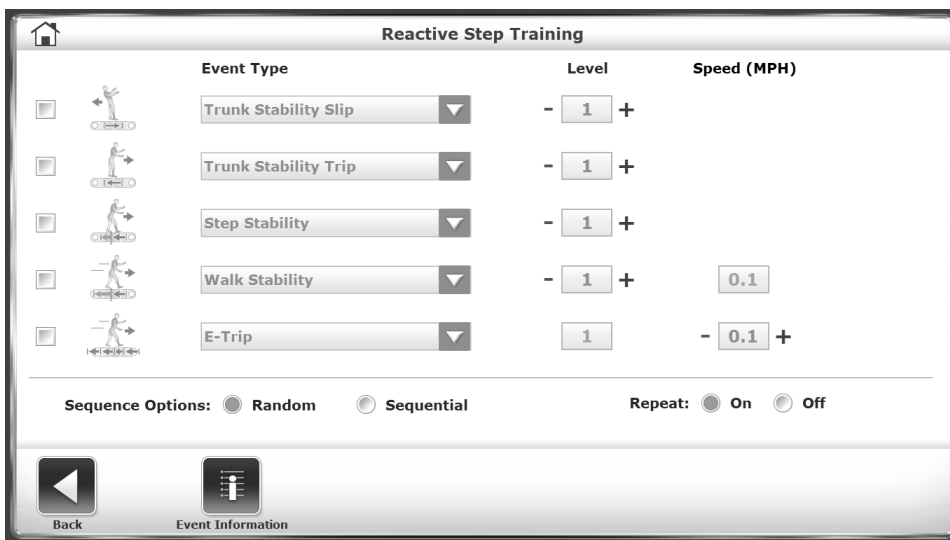 Reactive Step Training
Event Type Level Speed (MPH)
Trunk Stability Slip - 1 +
Trunk Stability Trip - 1 +
Step Stability - 1 +
Walk Stability - 1 + 0.1
E-Trip 1 - 0.1 +
Sequence Options: Random Sequential Repeat: On Off
Back Event Information